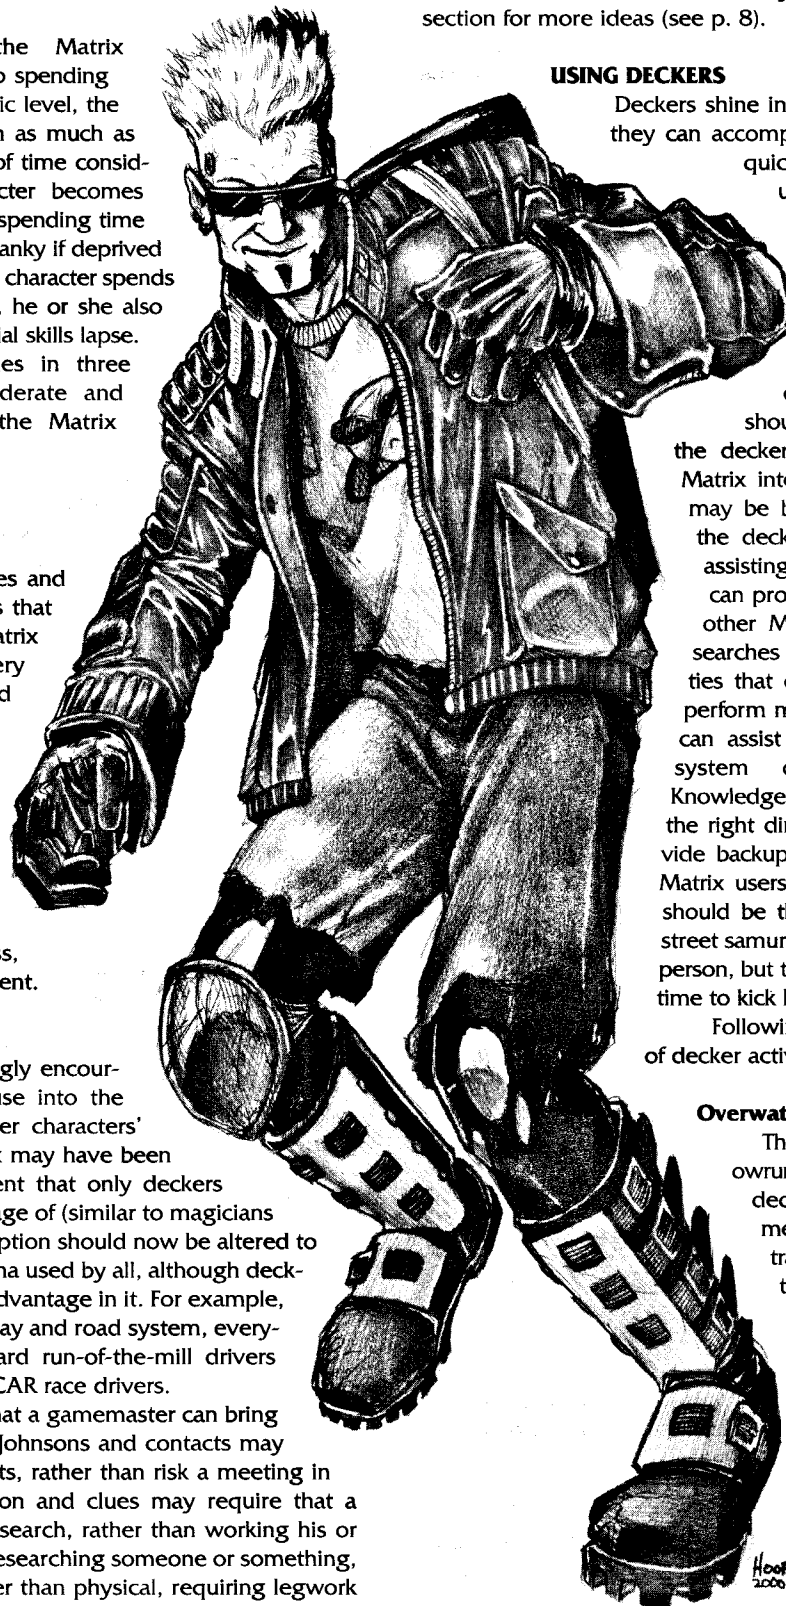 the Matrix
spending
ic level, the
as much as
of time consid-
cter becomes
spending time
anky if deprived
character spends
, he or she also
ial skills lapse.
es in three
derate and
the Matrix
es and
s that
atrix
ery
d
ss,
ent.
gly encour-
use into the
er characters'
x may have been
ent that only deckers
age of (similar to magicians
ption should now be altered to
na used by all, although deck-
dvantage in it. For example,
ay and road system, every-
ard run-of-the-mill drivers
CAR race drivers.
hat a gamemaster can bring
Johnsons and contacts may
ts, rather than risk a meeting in
on and clues may require that a
search, rather than working his or
esearching someone or something,
er than physical, requiring legwork
section for more ideas (see p. 8).
USING DECKERS
Deckers shine in
they can accomp
quic
u
shou
the decker
Matrix inte
may be b
the deck
assisting
can pro
other M
searches
ties that
perform m
can assist
system
Knowledge
the right dir
vide backup
Matrix users
should be th
street samur
person, but t
time to kick
Followi
of decker activ
Overwat
Th
owrun
dec
me
tra
t
HOOF
2000